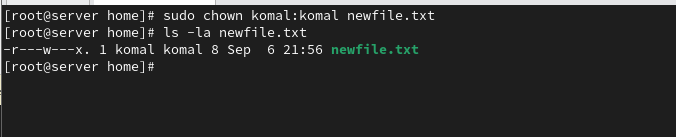 [root@server home]# sudo chown komal:komal newfile.txt
[root@server home]# ls -la newfile.txt
-r---w---x. 1 komal komal 8 Sep  6 21:56 newfile.txt
[root@server home]#